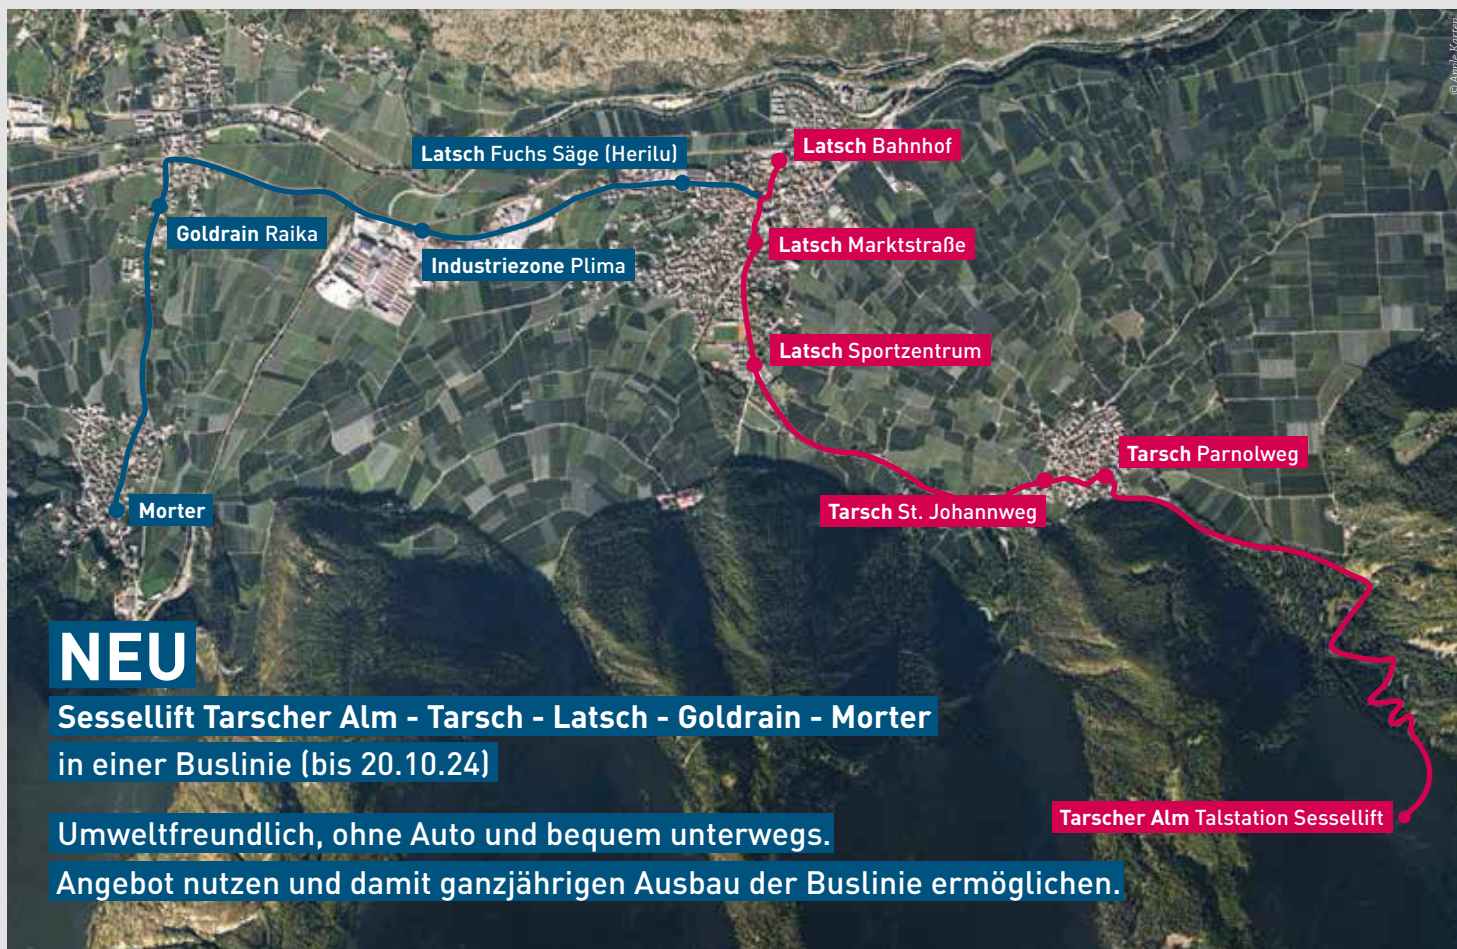 © Apple Karten
Latsch Bahnhof
Latsch Fuchs Säge (Herilu)
Goldrain Raika
Latsch Marktstraße
Industriezone Plima
Latsch Sportzentrum
Tarsch Parnolweg
Morter
Tarsch St. Johannweg
NEU
Sessellift Tarscher Alm - Tarsch - Latsch - Goldrain - Morter
in einer Buslinie (bis 20.10.24)
Tarscher Alm Talstation Sessellift
Umweltfreundlich, ohne Auto und bequem unterwegs.
Angebot nutzen und damit ganzjährigen Ausbau der Buslinie ermöglichen.